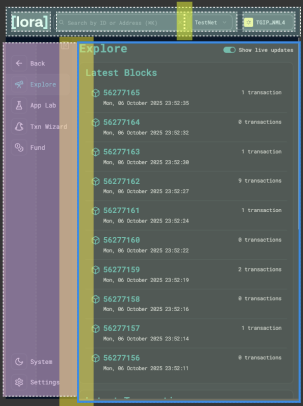 [lora]
Search by ID or Address (⌘K)
TestNet
Explore
Show live updates
Back
Explore
App Lab
Txn Wizard
Fund
System
Settings
Latest Blocks
56277165 1 transaction
Mon, 06 October 2025 23:52:35
56277164 0 transactions
Mon, 06 October 2025 23:52:32
56277163 1 transaction
Mon, 06 October 2025 23:52:30
56277162 9 transactions
Mon, 06 October 2025 23:52:27
56277161 1 transaction
Mon, 06 October 2025 23:52:24
56277160 0 transactions
Mon, 06 October 2025 23:52:22
56277159 2 transactions
Mon, 06 October 2025 23:52:19
56277158 0 transactions
Mon, 06 October 2025 23:52:16
56277157 1 transaction
Mon, 06 October 2025 23:52:14
56277156 0 transactions
Mon, 06 October 2025 23:52:11